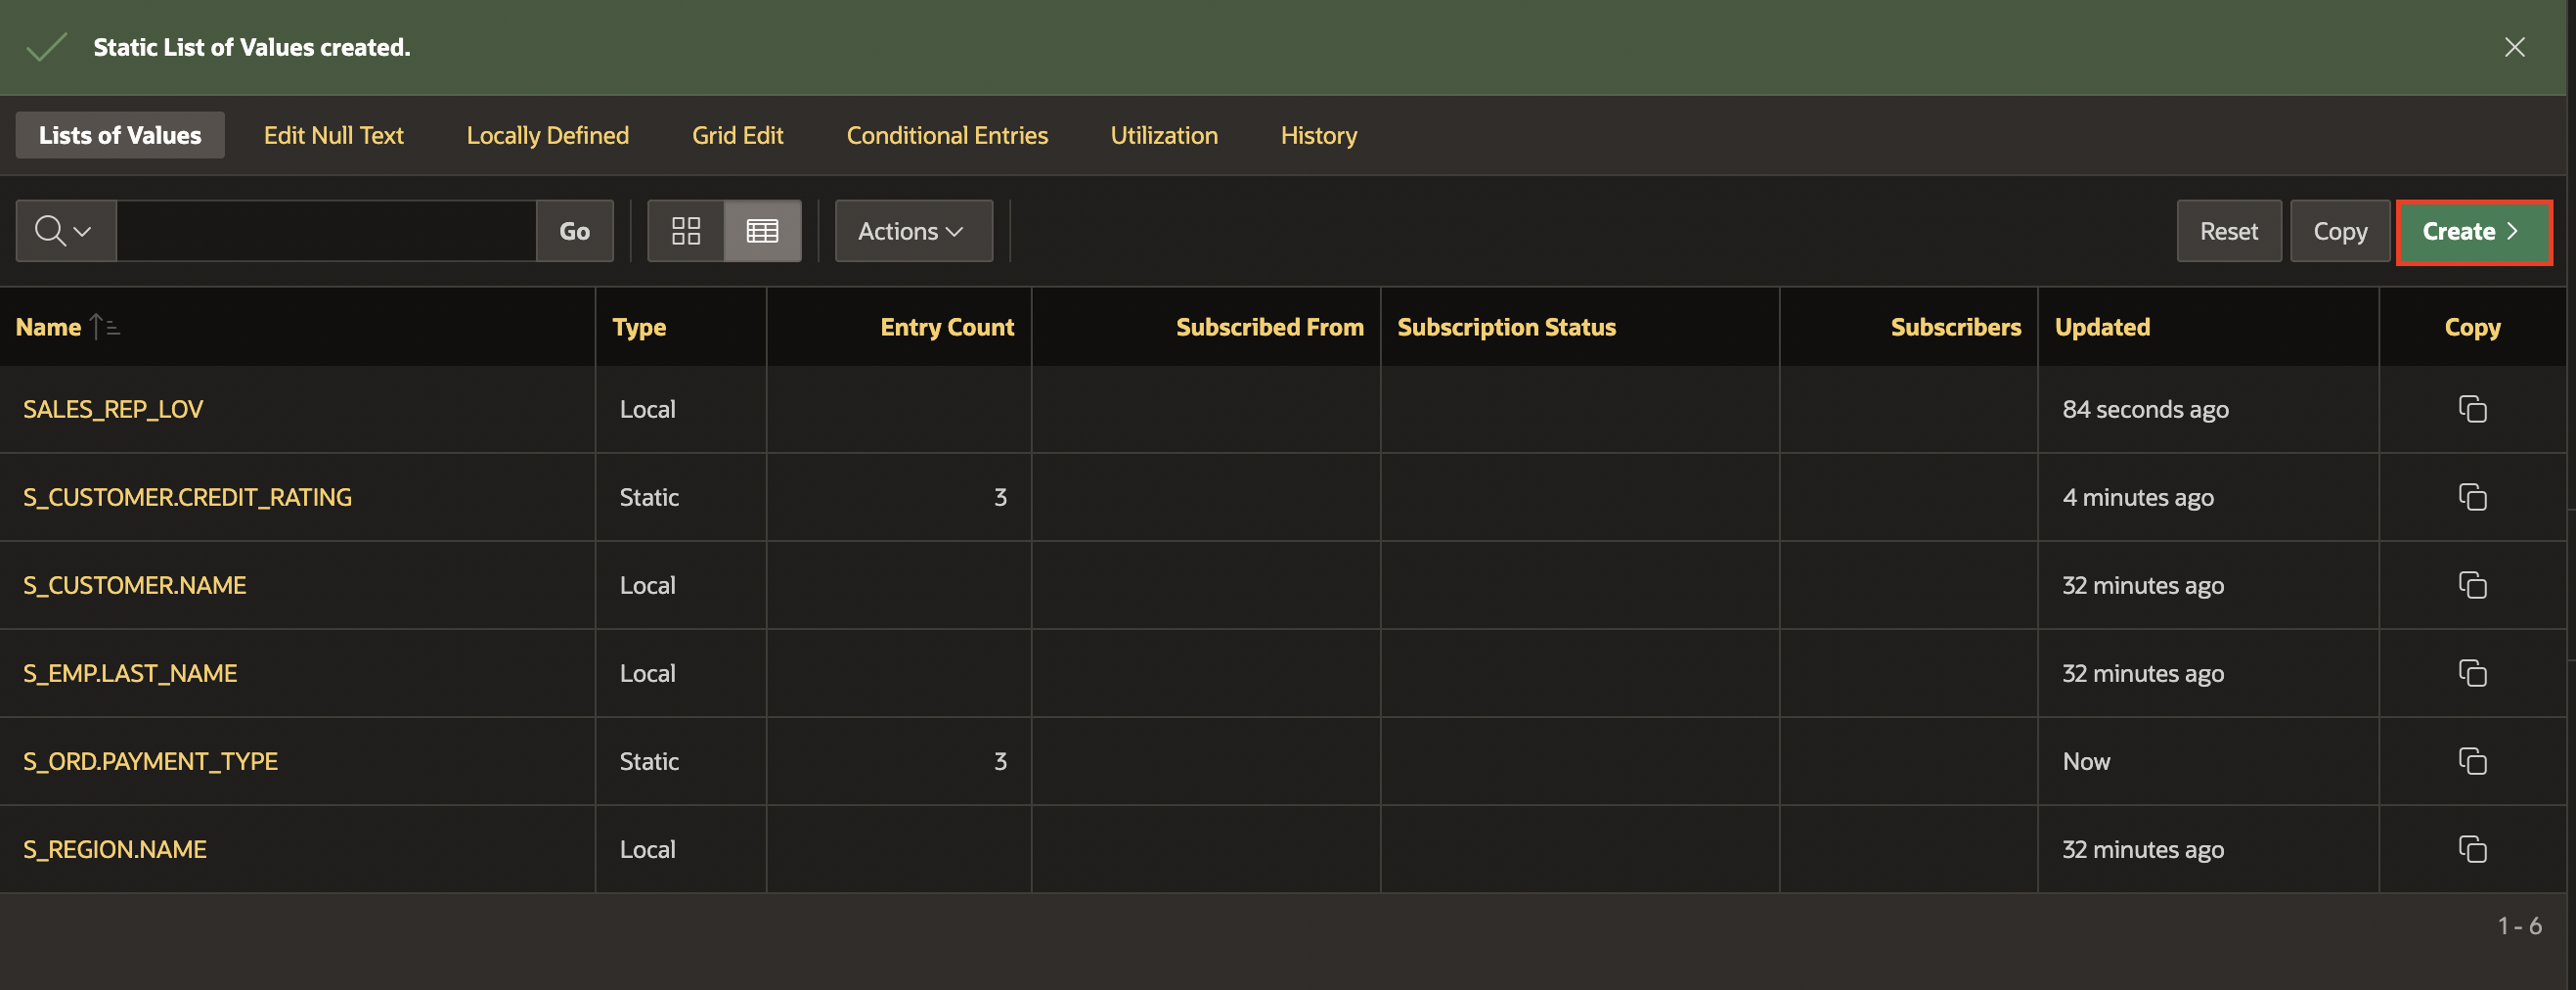 Static List of Values created.
Lists of Values Edit Null Text Locally Defined Grid Edit Conditional Entries Utilization History
Go Actions Reset Copy Create
Name Type Entry Count Subscribed From Subscription Status Subscribers Updated Copy
SALES_REP_LOV Local 84 seconds ago
S_CUSTOMER.CREDIT_RATING Static 3 4 minutes ago
S_CUSTOMER.NAME Local 32 minutes ago
S_EMP.LAST_NAME Local 32 minutes ago
S_ORD.PAYMENT_TYPE Static 3 Now
S_REGION.NAME Local 32 minutes ago
1 - 6